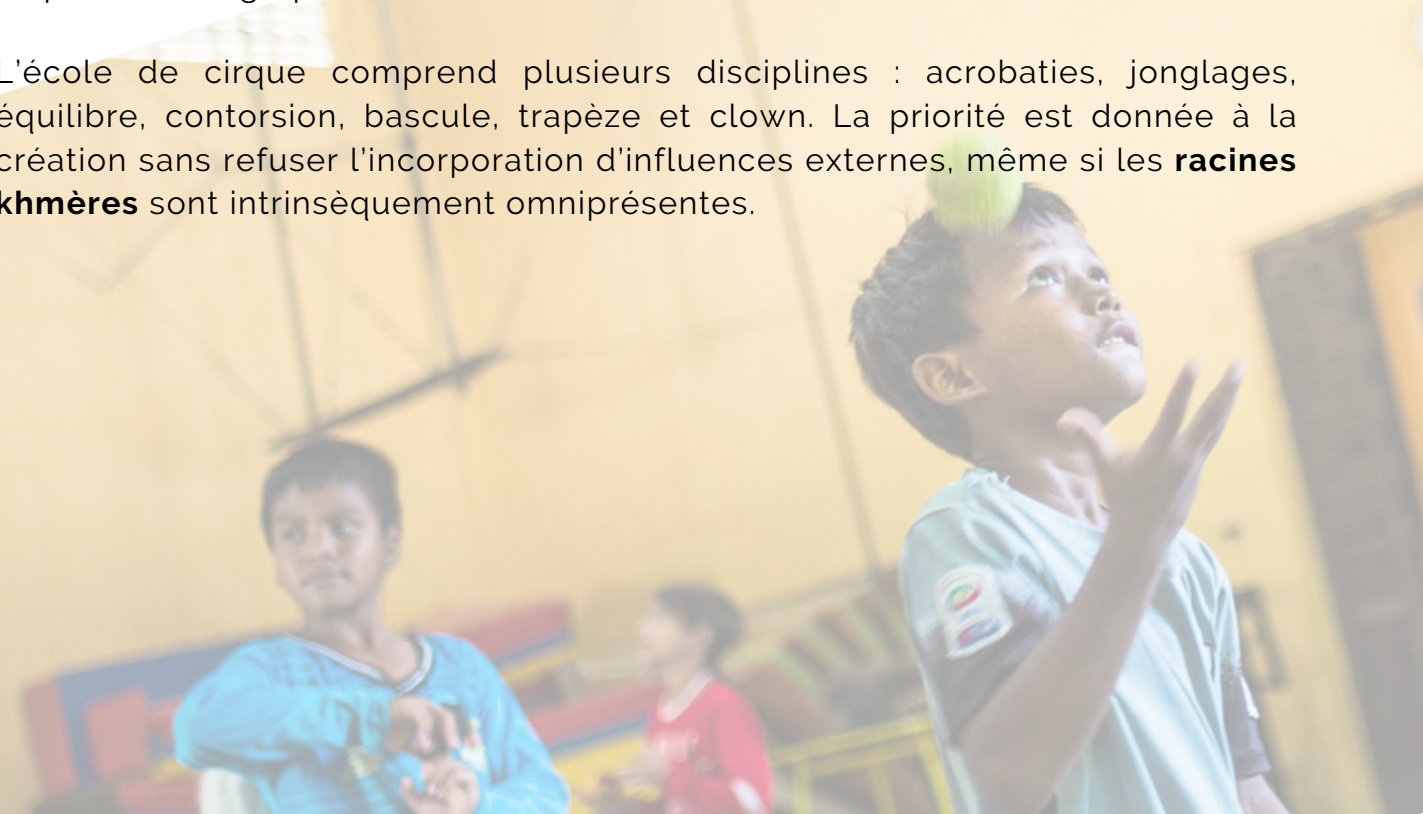 L'école de cirque comprend plusieurs disciplines : acrobaties, jonglages,
équilibre, contorsion, bascule, trapèze et clown. La priorité est donnée à la
création sans refuser l'incorporation d'influences externes, même si les racines
khmères sont intrinsèquement omniprésentes.